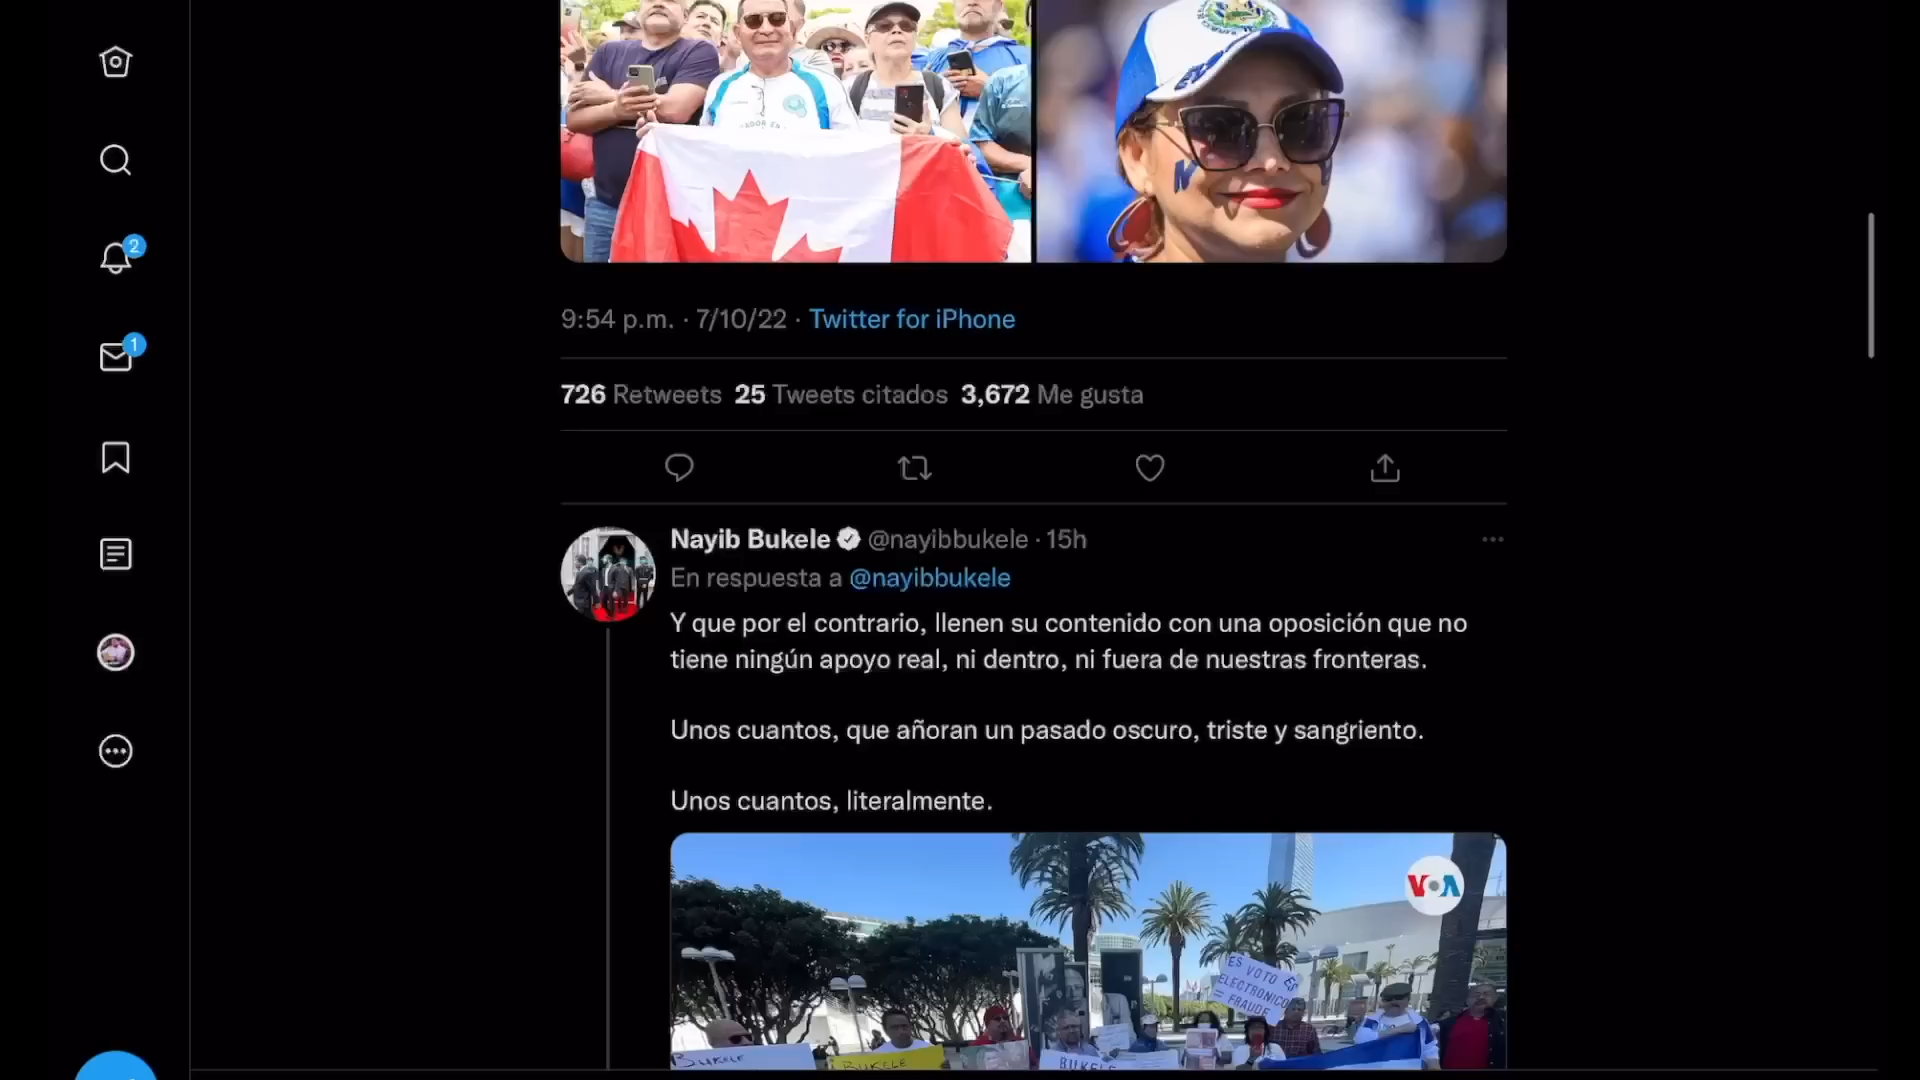 9:54 p.m. · 7/10/22 · Twitter for iPhone
726 Retweets 25 Tweets citados 3,672 Me gusta
2
1
Nayib Bukele @nayibbukele · 15h
En respuesta a @nayibbukele
Y que por el contrario, llenen su contenido con una oposición que no
tiene ningún apoyo real, ni dentro, ni fuera de nuestras fronteras.
Unos cuantos, que añoran un pasado oscuro, triste y sangriento.
Unos cuantos, literalmente.
VOA
ES VOTO ES
ELECTRONICO
= FRAUDE
BUKELE
¡BUKELE
BUKELE